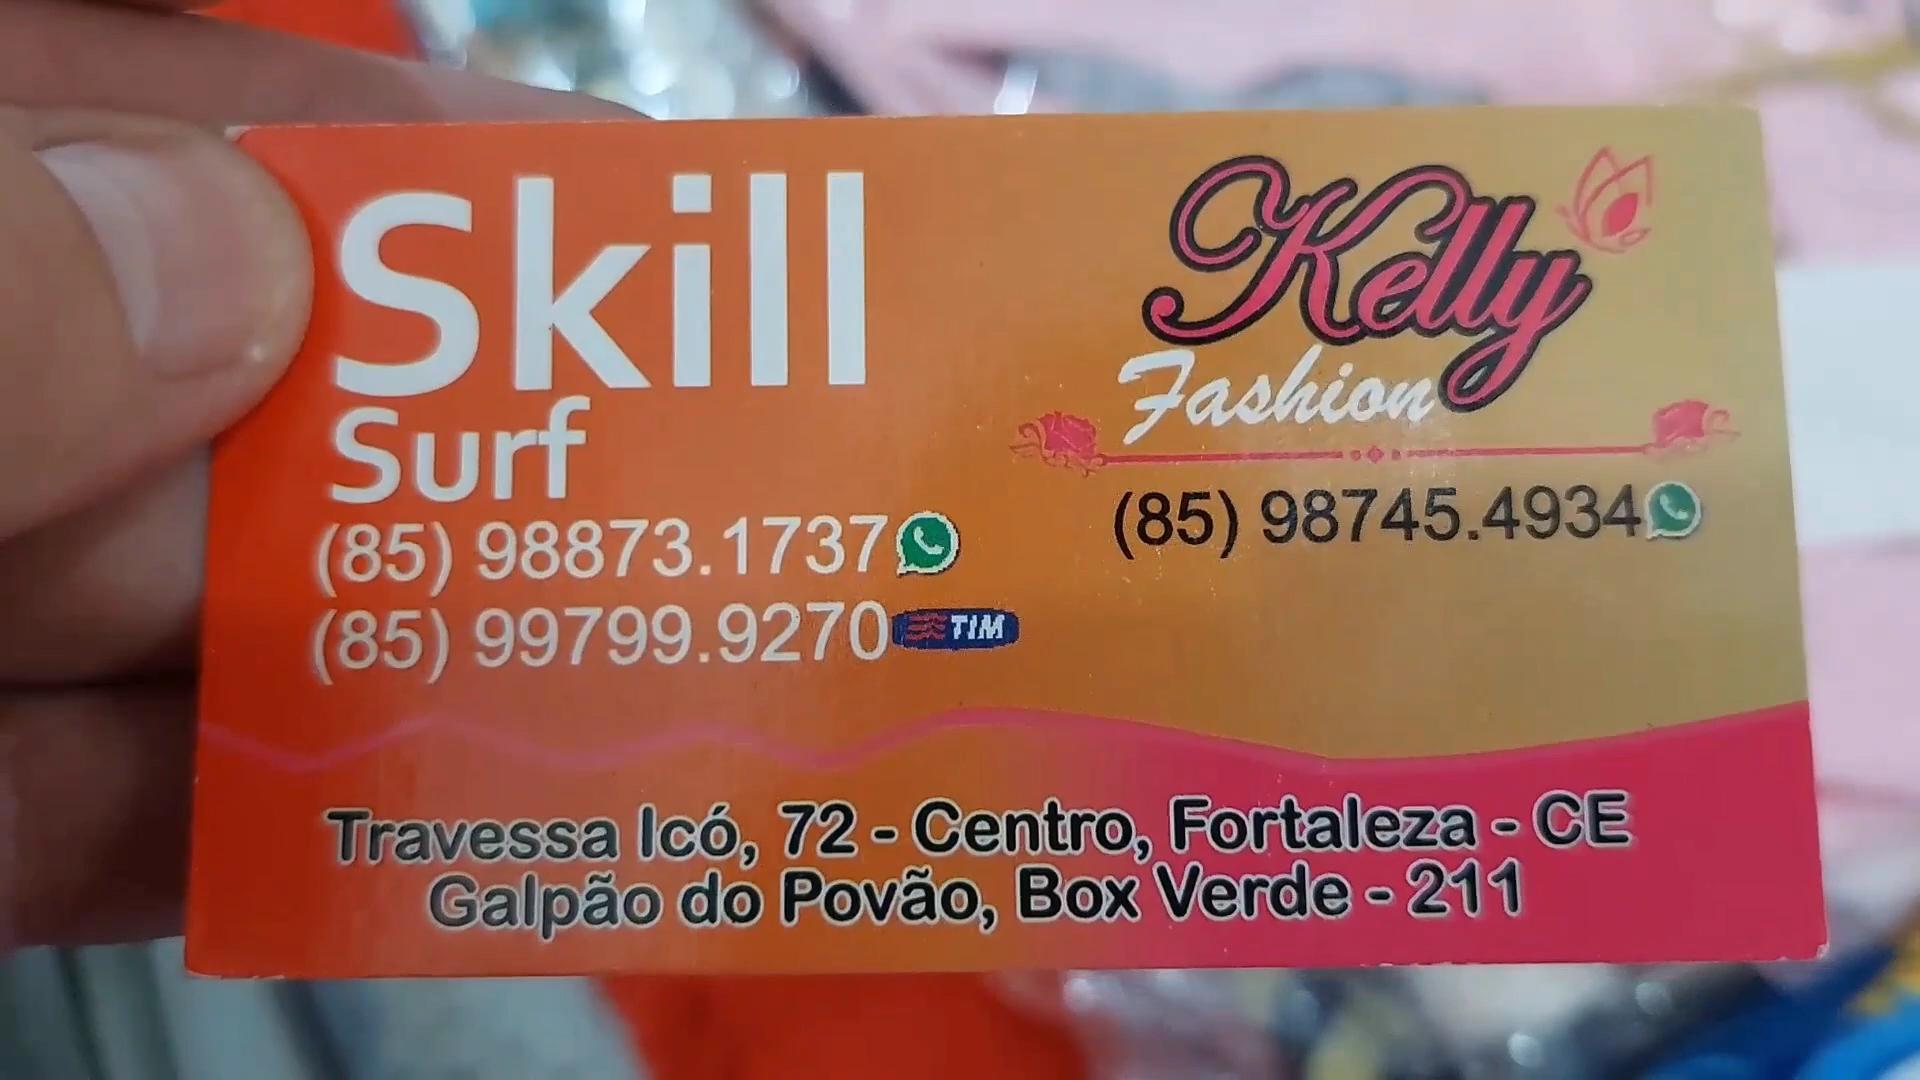 Skill
Surf
(85) 98873.1737
(85) 99799.9270 TIM
Kelly
Fashion
(85) 98745.4934
Travessa Icó, 72 - Centro, Fortaleza - CE
Galpão do Povão, Box Verde - 211